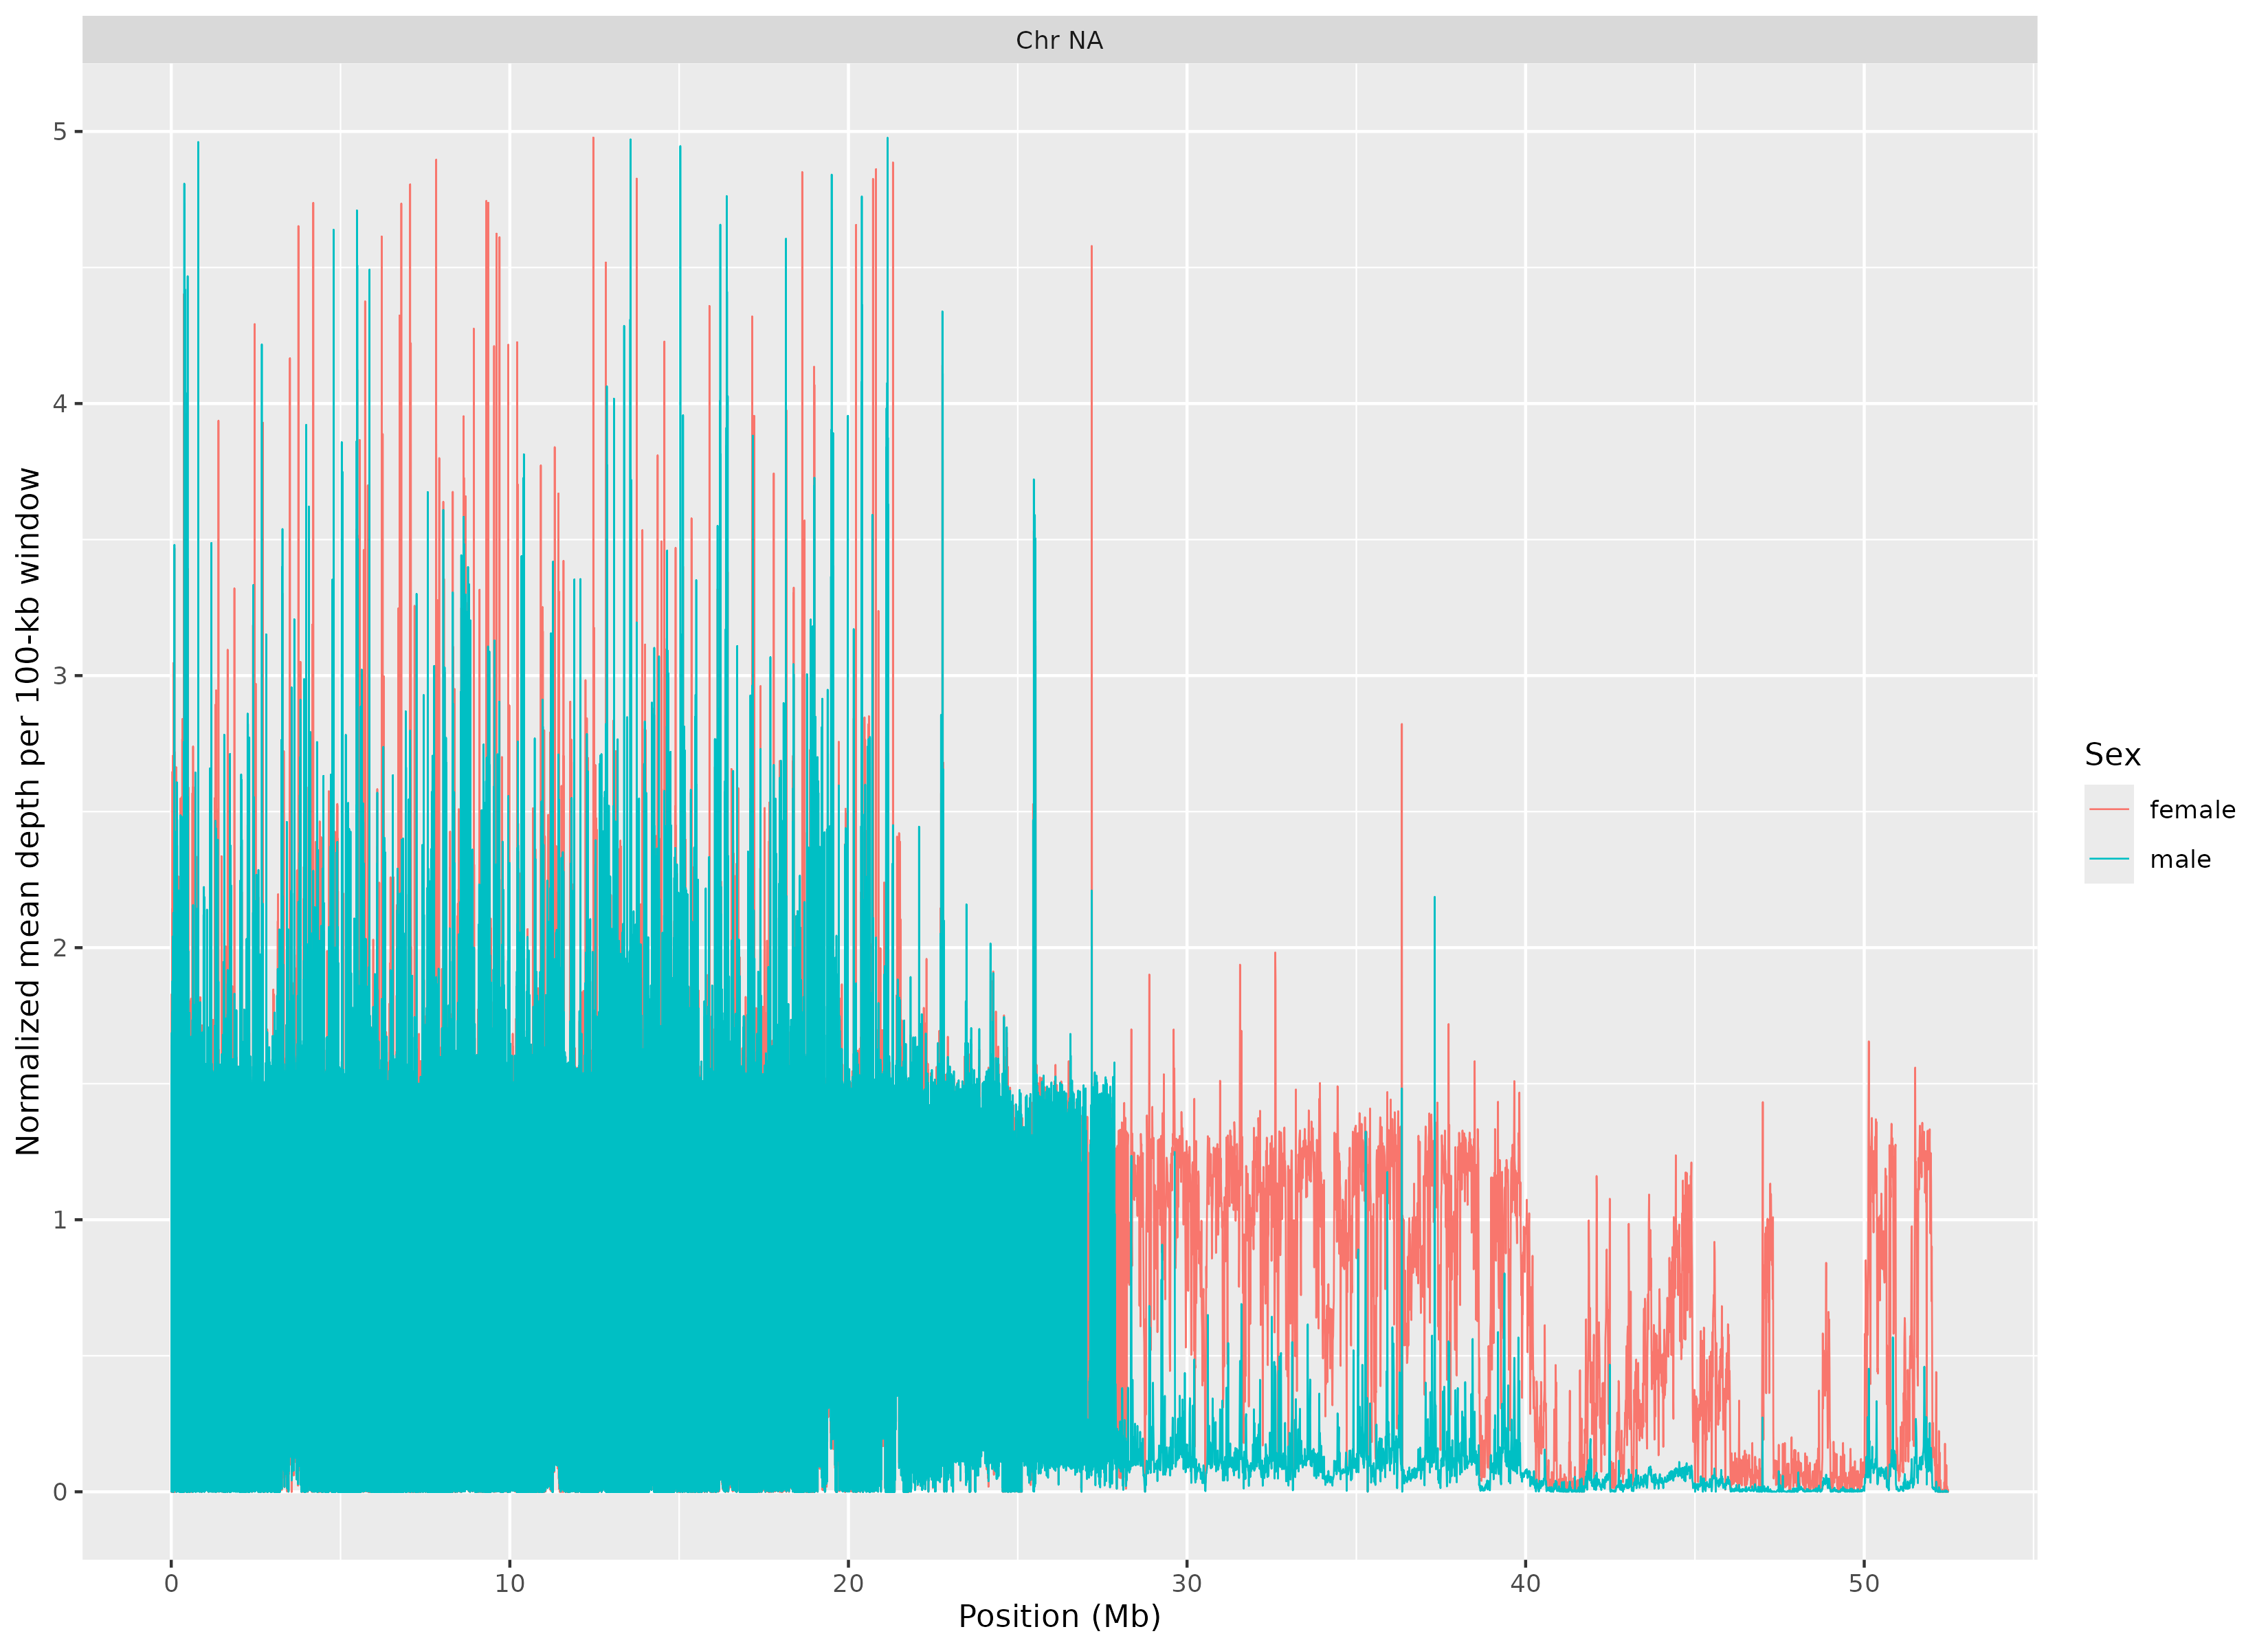 Chr NA
5
4
3
2
1
0
Normalized mean depth per 100-kb window
0 10 20 30 40 50
Position (Mb)
Sex
female
male